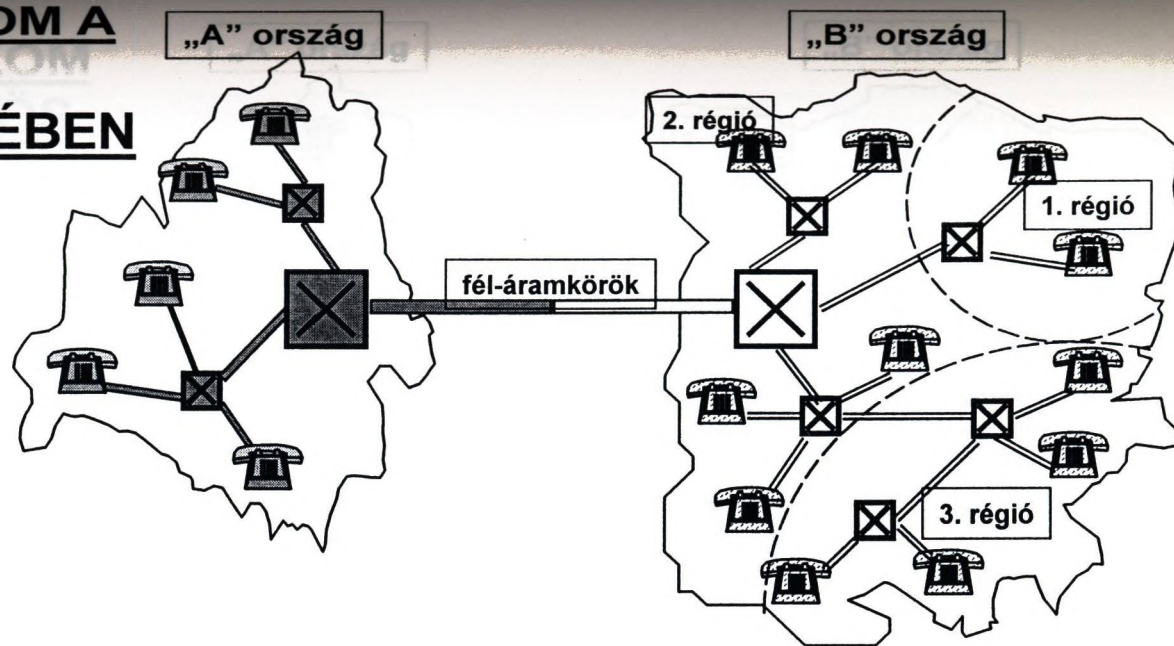 OM A
ÉBEN
„A” ország
„B” ország
2. régió
1. régió
fél-áramkörök
3. régió